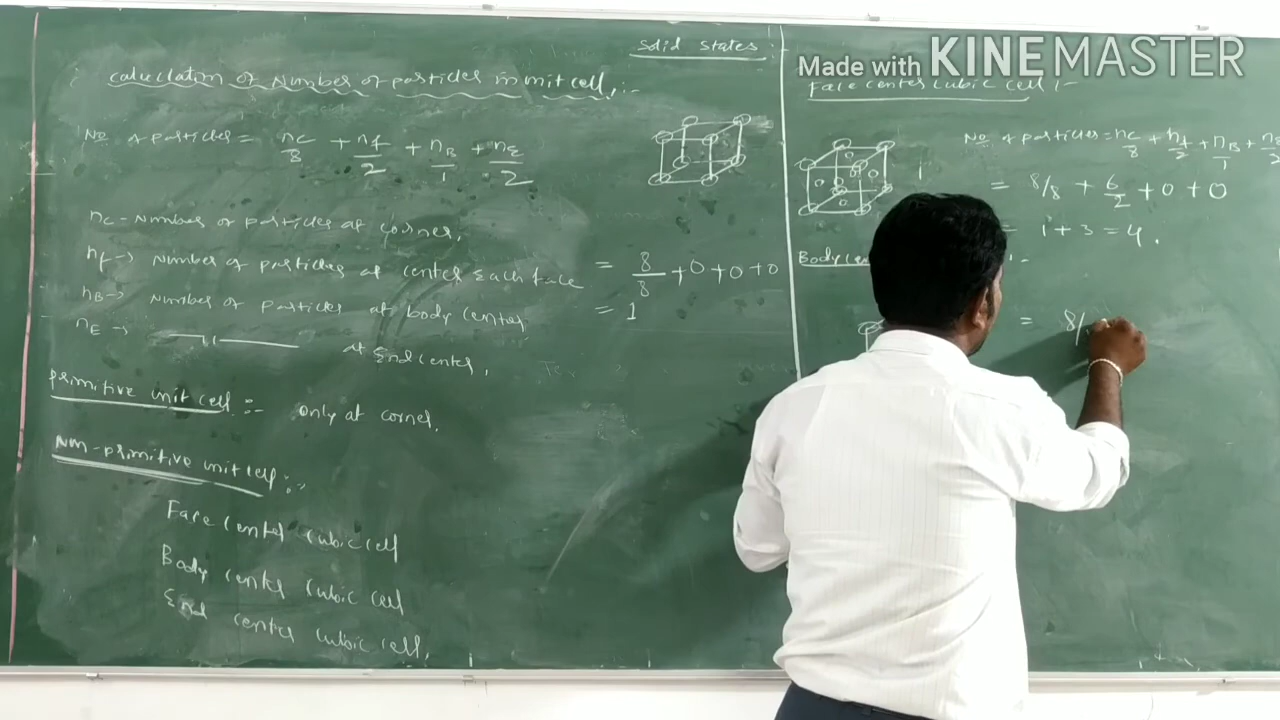 Solid States
Calculation of Number of particles in unit cell :-
No of particles = nC/8 + nf/2 + nB/1 + nE/2
nC - Number of particles at corner.
nf → Number of particles at center Each face
nB → Number of particles at body center
nE → —— 〃 —— at End center.
= 8/8 + 0 + 0 + 0
= 1
primitive unit cell :- only at corner.
Non-primitive unit cell :-
Face center cubic cell
Body center cubic cell
End center cubic cell.
Made with KINEMASTER
Face center cubic cell :-
No of particles = nC/8 + nf/2 + nB/1 + nE/2
= 8/8 + 6/2 + 0 + 0
= 1 + 3 = 4.
Body
= 8/